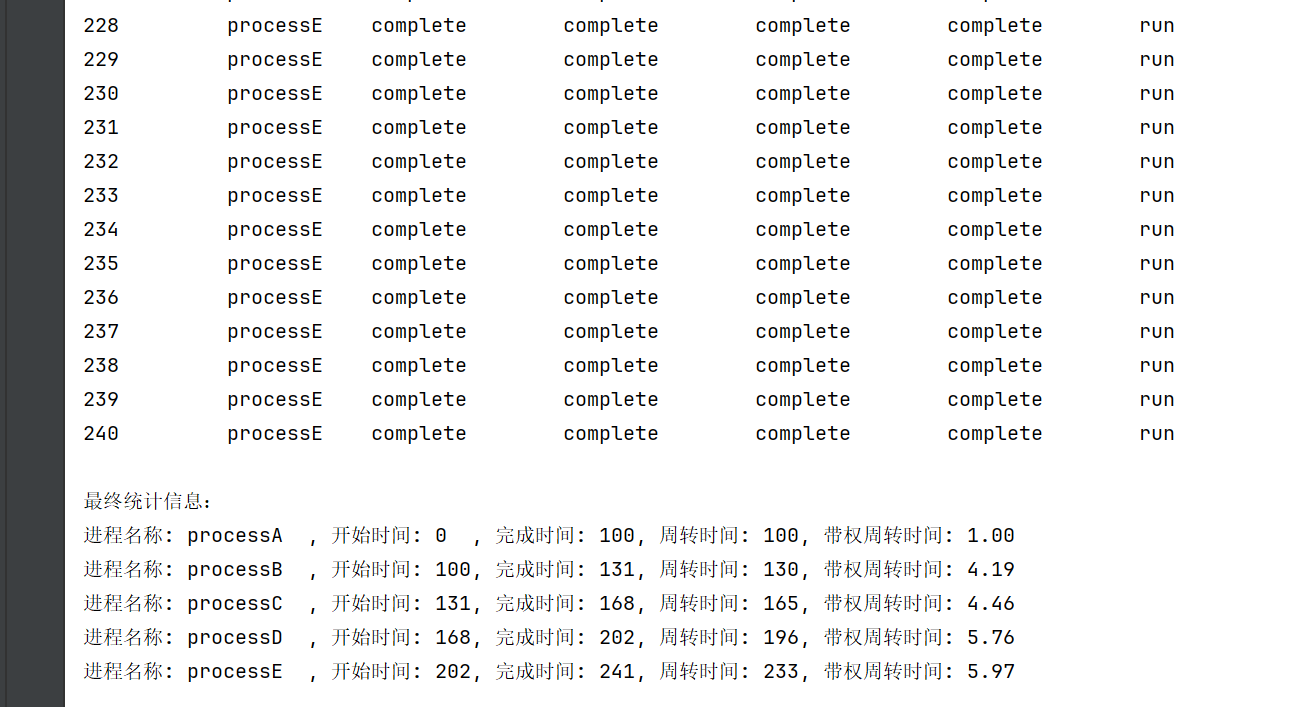 228         processE    complete        complete        complete        complete        run
229         processE    complete        complete        complete        complete        run
230         processE    complete        complete        complete        complete        run
231         processE    complete        complete        complete        complete        run
232         processE    complete        complete        complete        complete        run
233         processE    complete        complete        complete        complete        run
234         processE    complete        complete        complete        complete        run
235         processE    complete        complete        complete        complete        run
236         processE    complete        complete        complete        complete        run
237         processE    complete        complete        complete        complete        run
238         processE    complete        complete        complete        complete        run
239         processE    complete        complete        complete        complete        run
240         processE    complete        complete        complete        complete        run
最终统计信息:
进程名称: processA  , 开始时间: 0  , 完成时间: 100, 周转时间: 100, 带权周转时间: 1.00
进程名称: processB  , 开始时间: 100, 完成时间: 131, 周转时间: 130, 带权周转时间: 4.19
进程名称: processC  , 开始时间: 131, 完成时间: 168, 周转时间: 165, 带权周转时间: 4.46
进程名称: processD  , 开始时间: 168, 完成时间: 202, 周转时间: 196, 带权周转时间: 5.76
进程名称: processE  , 开始时间: 202, 完成时间: 241, 周转时间: 233, 带权周转时间: 5.97